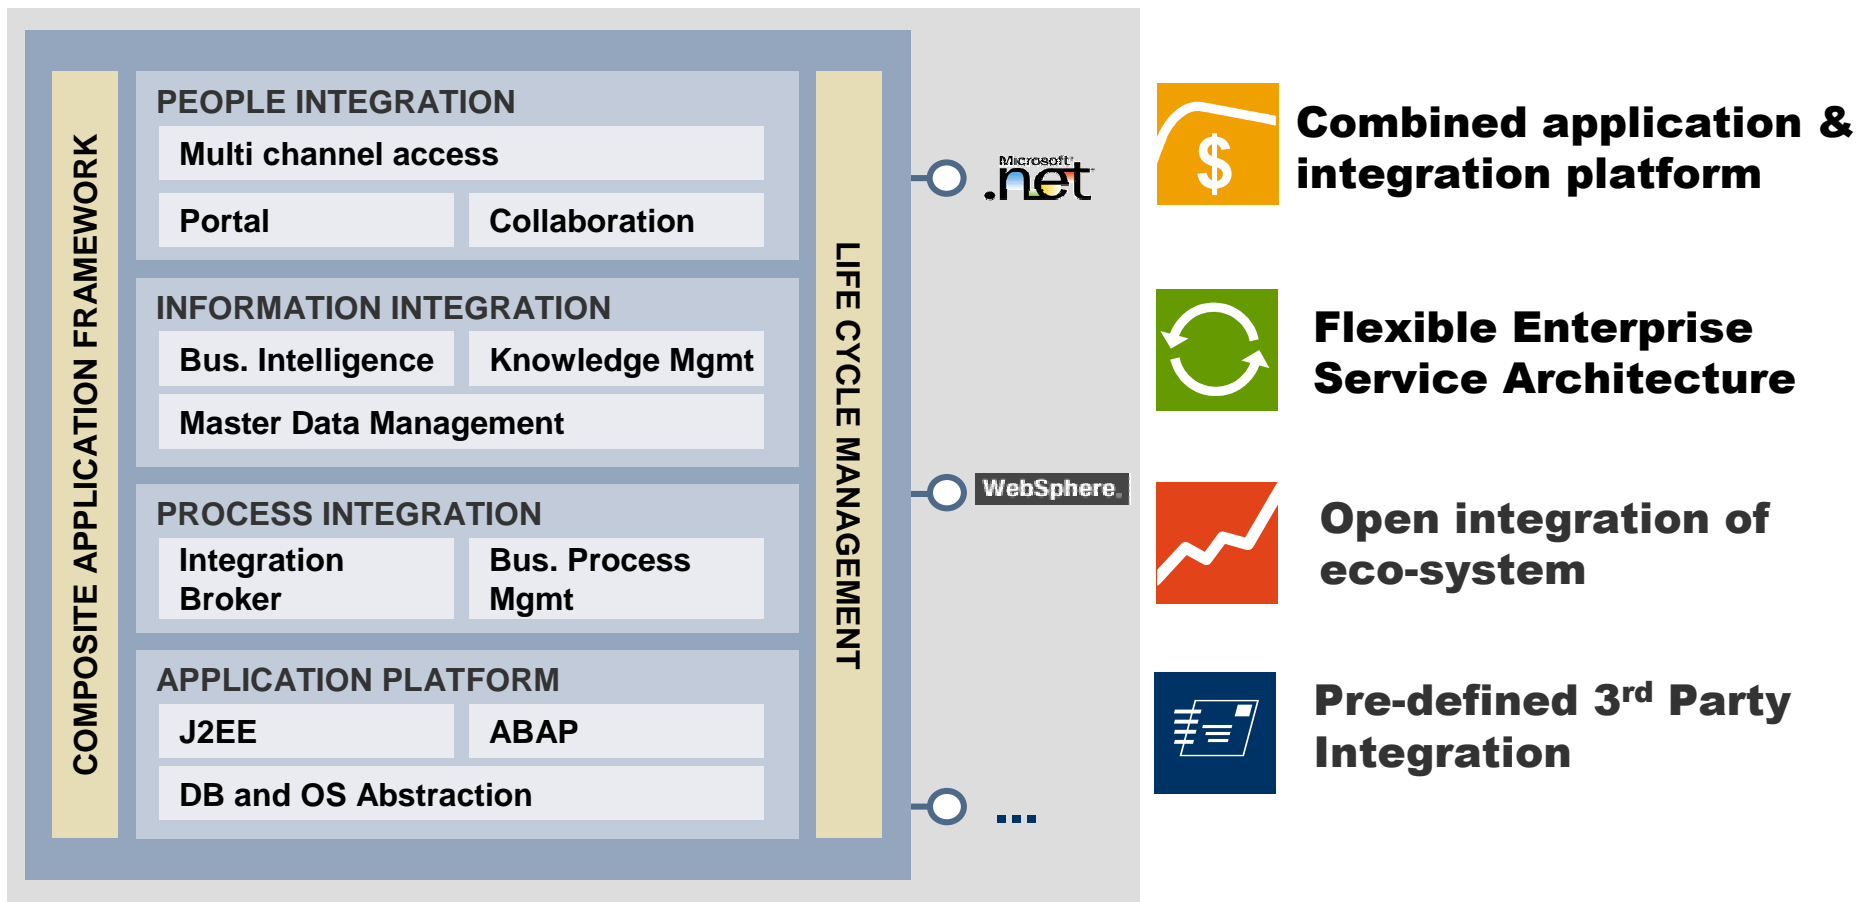 COMPOSITE APPLICATION FRAMEWORK
PEOPLE INTEGRATION
Multi channel access
Portal
Collaboration
INFORMATION INTEGRATION
Bus. Intelligence
Knowledge Mgmt
Master Data Management
PROCESS INTEGRATION
Integration
Broker
Bus. Process
Mgmt
APPLICATION PLATFORM
J2EE
ABAP
DB and OS Abstraction
LIFE CYCLE MANAGEMENT
Microsoft
.net
WebSphere.
...
$
Combined application &
integration platform
Flexible Enterprise
Service Architecture
Open integration of
eco-system
Pre-defined 3rd Party
Integration